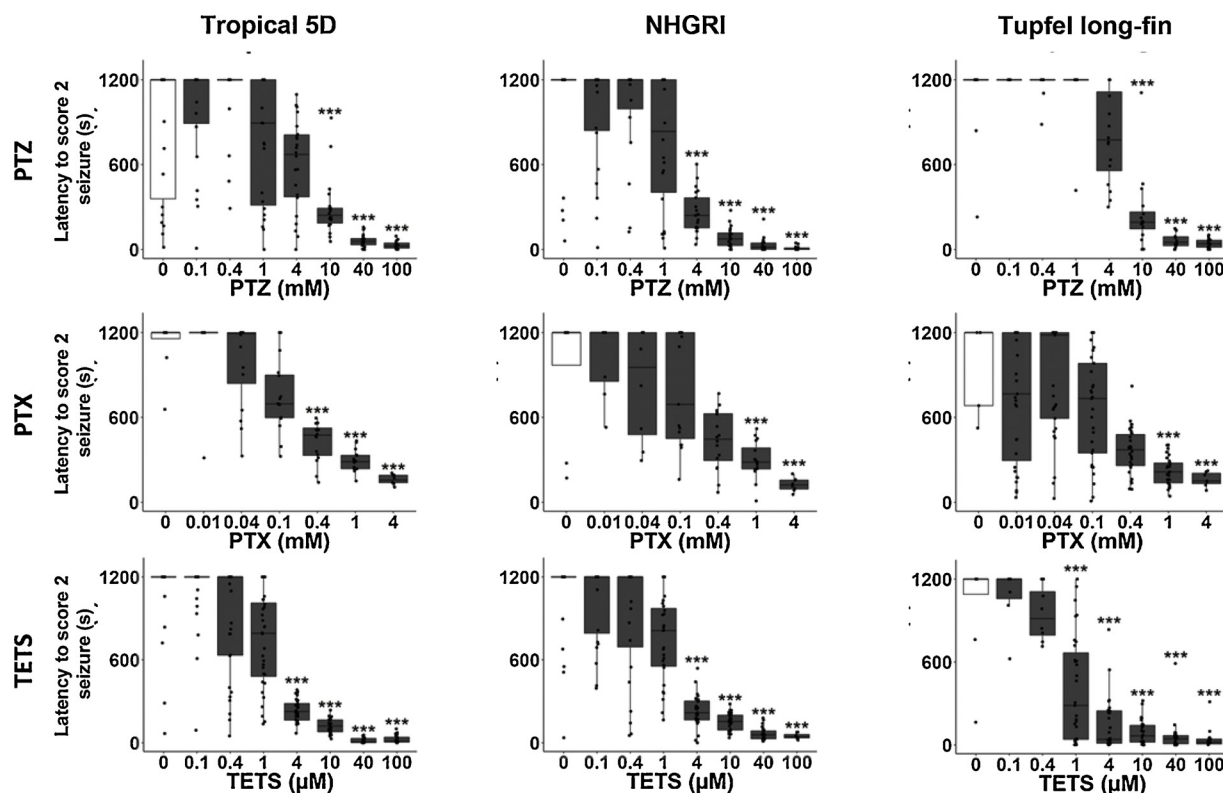 Tropical 5D NHGRI Tupfel long-fin
PTZ
Latency to score 2
seizure (s)
1200
600
0
***
***
***
0 0.1 0.4 1 4 10 40 100
PTZ (mM)
1200
600
0
***
***
***
***
0 0.1 0.4 1 4 10 40 100
PTZ (mM)
1200
600
0
***
***
***
0 0.1 0.4 1 4 10 40 100
PTZ (mM)
PTX
Latency to score 2
seizure (s)
1200
600
0
***
***
***
0 0.01 0.04 0.1 0.4 1 4
PTX (mM)
1200
600
0
***
***
0 0.01 0.04 0.1 0.4 1 4
PTX (mM)
1200
600
0
***
***
0 0.01 0.04 0.1 0.4 1 4
PTX (mM)
TETS
Latency to score 2
seizure (s)
1200
600
0
***
***
***
***
0 0.1 0.4 1 4 10 40 100
TETS (μM)
1200
600
0
***
***
***
***
0 0.1 0.4 1 4 10 40 100
TETS (μM)
1200
600
0
***
***
***
***
***
0 0.1 0.4 1 4 10 40 100
TETS (μM)